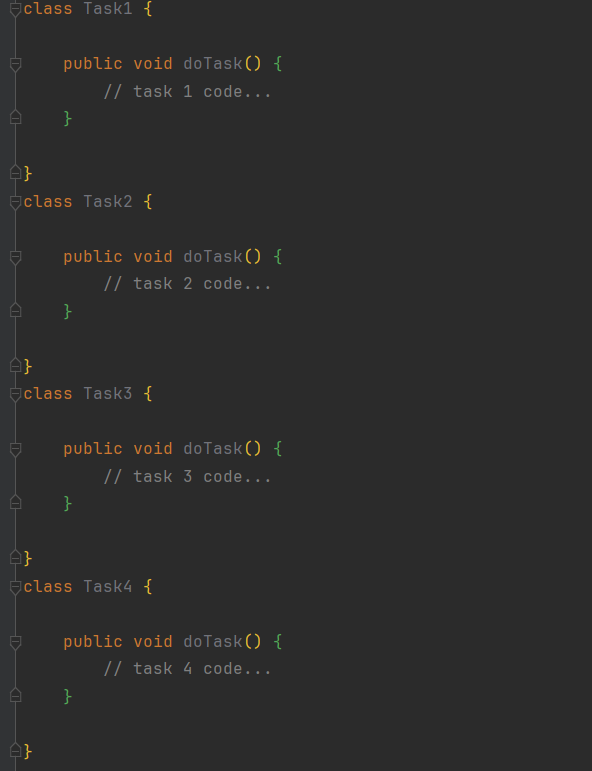 class Task1 {
    public void doTask() {
        // task 1 code...
    }
}
class Task2 {
    public void doTask() {
        // task 2 code...
    }
}
class Task3 {
    public void doTask() {
        // task 3 code...
    }
}
class Task4 {
    public void doTask() {
        // task 4 code...
    }
}